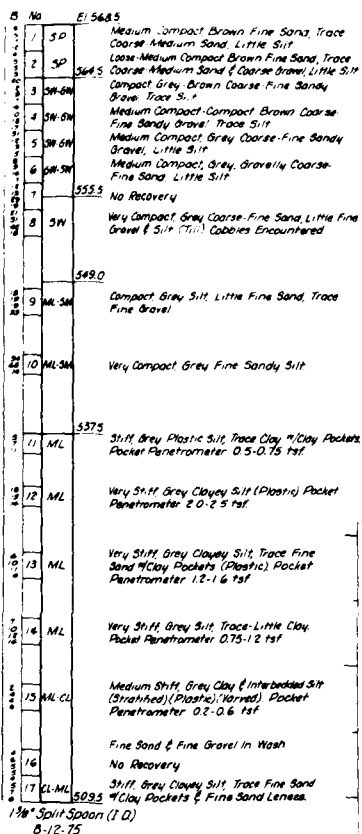 B No El 568.5
1 SP Medium Compact Brown Fine Sand, Trace
Coarse-Medium Sand, Little Silt
2 SP Loose-Medium Compact Brown Fine Sand, Trace
564.5 Coarse-Medium Sand & Coarse Gravel, Little Silt
3 SW-GW Compact, Grey-Brown Coarse-Fine Sandy
Gravel Trace Silt
4 SW-GW Medium Compact-Compact Brown Coarse-
Fine Sandy Gravel Trace Silt
5 SW-GW Medium Compact Grey Coarse-Fine Sandy
Gravel, Little Silt
6 GW-SW Medium Compact, Grey, Gravelly Coarse-
Fine Sand, Little Silt
555.5
7 No Recovery
8 SW Very Compact, Grey Coarse-Fine Sand, Little Fine
Gravel & Silt (Till) Cobbles Encountered
549.0
9 ML-SM Compact, Grey Silt, Little Fine Sand, Trace
Fine Gravel
10 ML-SM Very Compact Grey Fine Sandy Silt
537.5
11 ML Stiff, Grey Plastic Silt, Trace Clay w/Clay Pockets.
Pocket Penetrometer 0.5-0.75 tsf.
12 ML Very Stiff, Grey Clayey Silt (Plastic) Pocket
Penetrometer 2.0-2.5 tsf.
13 ML Very Stiff, Grey Clayey Silt, Trace Fine
Sand w/Clay Pockets (Plastic). Pocket
Penetrometer 1.2-1.6 tsf
14 ML Very Stiff, Grey Silt, Trace-Little Clay.
Pocket Penetrometer 0.75-1.2 tsf
15 ML-CL Medium Stiff, Grey Clay & Interbedded Silt
(Stratified)(Plastic)(Varved). Pocket
Penetrometer 0.2-0.6 tsf
Fine Sand & Fine Gravel in Wash
16 No Recovery
17 CL-ML Stiff, Grey Clayey Silt, Trace Fine Sand
509.5 w/Clay Pockets & Fine Sand Lenses.
1-3/8" Split Spoon (I.D.)
8-12-75